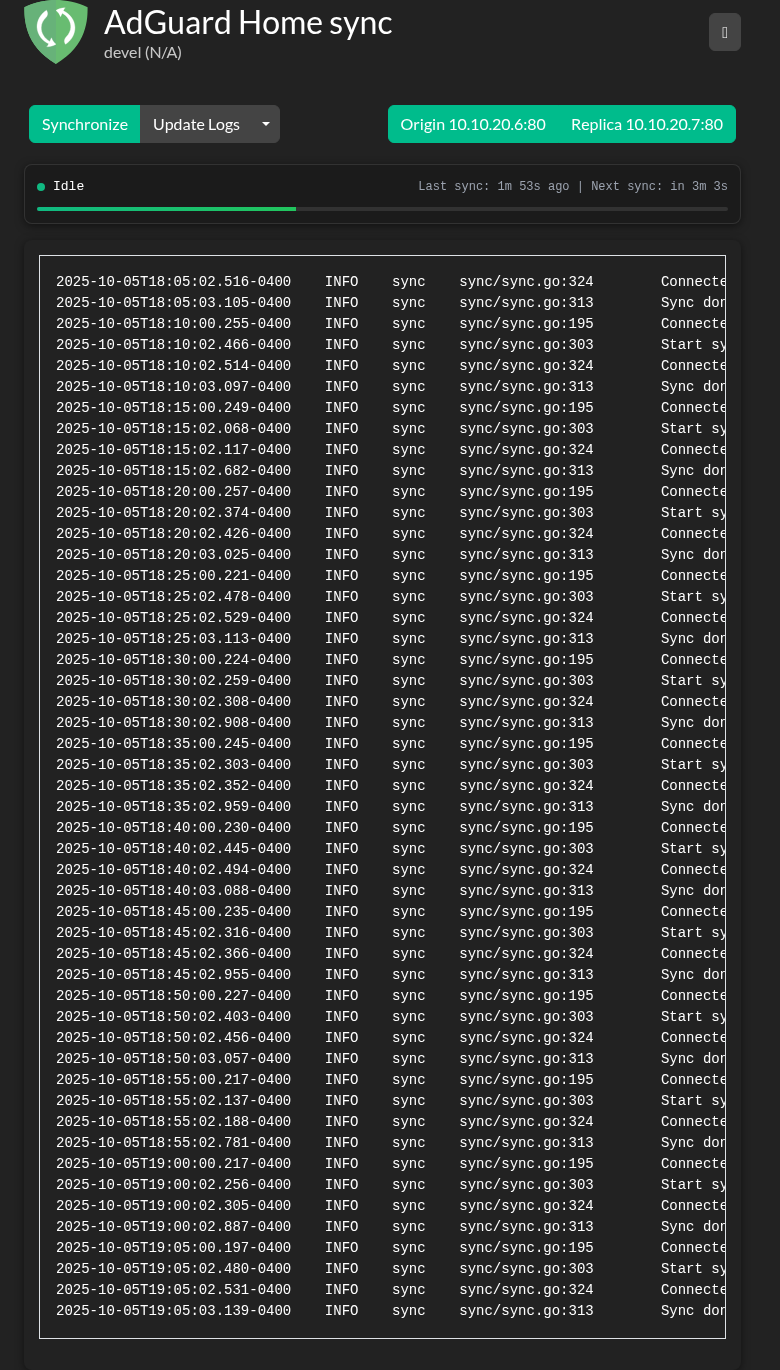 AdGuard Home sync
devel (N/A)
Synchronize Update Logs Origin 10.10.20.6:80 Replica 10.10.20.7:80
Idle Last sync: 1m 53s ago | Next sync: in 3m 3s
2025-10-05T18:05:02.516-0400 INFO sync sync/sync.go:324 Connecte
2025-10-05T18:05:03.105-0400 INFO sync sync/sync.go:313 Sync don
2025-10-05T18:10:00.255-0400 INFO sync sync/sync.go:195 Connecte
2025-10-05T18:10:02.466-0400 INFO sync sync/sync.go:303 Start sy
2025-10-05T18:10:02.514-0400 INFO sync sync/sync.go:324 Connecte
2025-10-05T18:10:03.097-0400 INFO sync sync/sync.go:313 Sync don
2025-10-05T18:15:00.249-0400 INFO sync sync/sync.go:195 Connecte
2025-10-05T18:15:02.068-0400 INFO sync sync/sync.go:303 Start sy
2025-10-05T18:15:02.117-0400 INFO sync sync/sync.go:324 Connecte
2025-10-05T18:15:02.682-0400 INFO sync sync/sync.go:313 Sync don
2025-10-05T18:20:00.257-0400 INFO sync sync/sync.go:195 Connecte
2025-10-05T18:20:02.374-0400 INFO sync sync/sync.go:303 Start sy
2025-10-05T18:20:02.426-0400 INFO sync sync/sync.go:324 Connecte
2025-10-05T18:20:03.025-0400 INFO sync sync/sync.go:313 Sync don
2025-10-05T18:25:00.221-0400 INFO sync sync/sync.go:195 Connecte
2025-10-05T18:25:02.478-0400 INFO sync sync/sync.go:303 Start sy
2025-10-05T18:25:02.529-0400 INFO sync sync/sync.go:324 Connecte
2025-10-05T18:25:03.113-0400 INFO sync sync/sync.go:313 Sync don
2025-10-05T18:30:00.224-0400 INFO sync sync/sync.go:195 Connecte
2025-10-05T18:30:02.259-0400 INFO sync sync/sync.go:303 Start sy
2025-10-05T18:30:02.308-0400 INFO sync sync/sync.go:324 Connecte
2025-10-05T18:30:02.908-0400 INFO sync sync/sync.go:313 Sync don
2025-10-05T18:35:00.245-0400 INFO sync sync/sync.go:195 Connecte
2025-10-05T18:35:02.303-0400 INFO sync sync/sync.go:303 Start sy
2025-10-05T18:35:02.352-0400 INFO sync sync/sync.go:324 Connecte
2025-10-05T18:35:02.959-0400 INFO sync sync/sync.go:313 Sync don
2025-10-05T18:40:00.230-0400 INFO sync sync/sync.go:195 Connecte
2025-10-05T18:40:02.445-0400 INFO sync sync/sync.go:303 Start sy
2025-10-05T18:40:02.494-0400 INFO sync sync/sync.go:324 Connecte
2025-10-05T18:40:03.088-0400 INFO sync sync/sync.go:313 Sync don
2025-10-05T18:45:00.235-0400 INFO sync sync/sync.go:195 Connecte
2025-10-05T18:45:02.316-0400 INFO sync sync/sync.go:303 Start sy
2025-10-05T18:45:02.366-0400 INFO sync sync/sync.go:324 Connecte
2025-10-05T18:45:02.955-0400 INFO sync sync/sync.go:313 Sync don
2025-10-05T18:50:00.227-0400 INFO sync sync/sync.go:195 Connecte
2025-10-05T18:50:02.403-0400 INFO sync sync/sync.go:303 Start sy
2025-10-05T18:50:02.456-0400 INFO sync sync/sync.go:324 Connecte
2025-10-05T18:50:03.057-0400 INFO sync sync/sync.go:313 Sync don
2025-10-05T18:55:00.217-0400 INFO sync sync/sync.go:195 Connecte
2025-10-05T18:55:02.137-0400 INFO sync sync/sync.go:303 Start sy
2025-10-05T18:55:02.188-0400 INFO sync sync/sync.go:324 Connecte
2025-10-05T18:55:02.781-0400 INFO sync sync/sync.go:313 Sync don
2025-10-05T19:00:00.217-0400 INFO sync sync/sync.go:195 Connecte
2025-10-05T19:00:02.256-0400 INFO sync sync/sync.go:303 Start sy
2025-10-05T19:00:02.305-0400 INFO sync sync/sync.go:324 Connecte
2025-10-05T19:00:02.887-0400 INFO sync sync/sync.go:313 Sync don
2025-10-05T19:05:00.197-0400 INFO sync sync/sync.go:195 Connecte
2025-10-05T19:05:02.480-0400 INFO sync sync/sync.go:303 Start sy
2025-10-05T19:05:02.531-0400 INFO sync sync/sync.go:324 Connecte
2025-10-05T19:05:03.139-0400 INFO sync sync/sync.go:313 Sync don